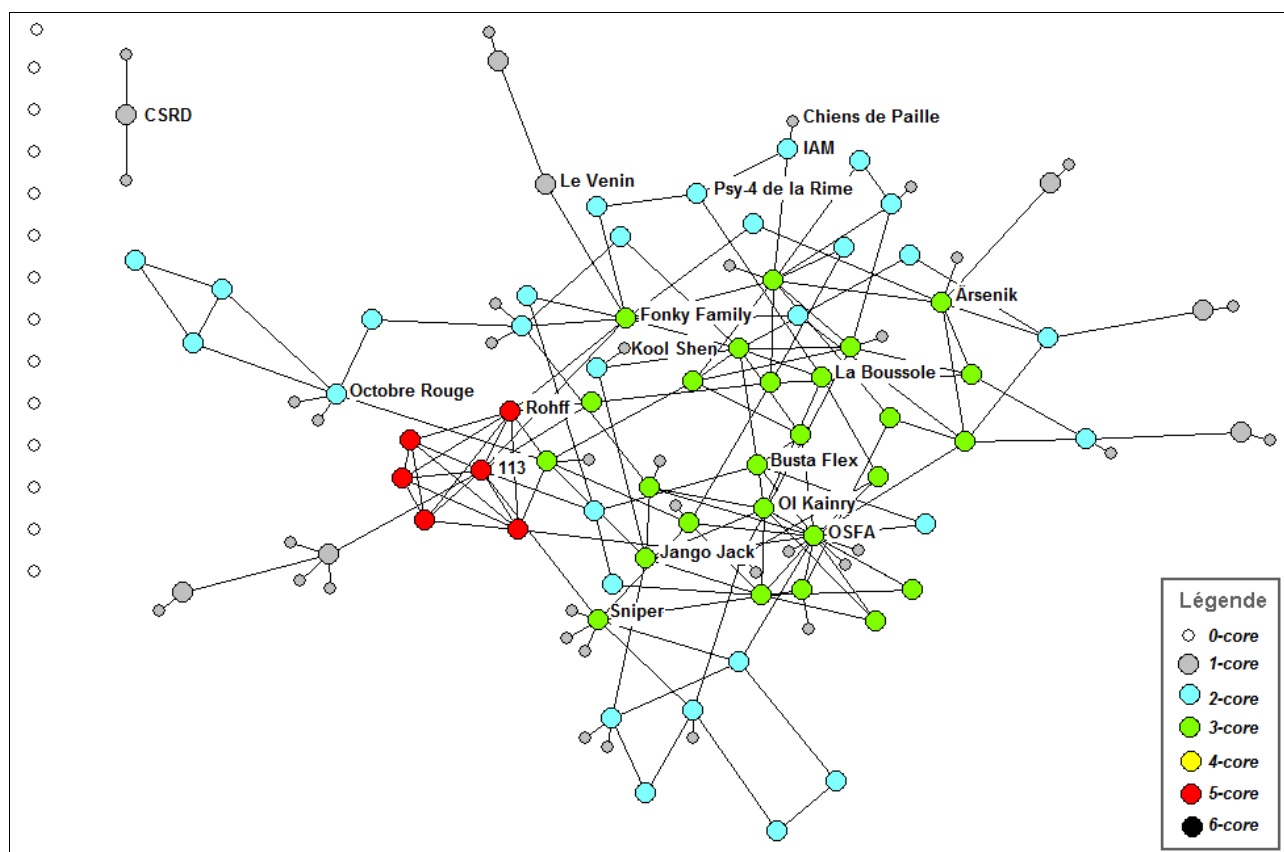 CSRD
Chiens de Paille
IAM
Le Venin
Psy-4 de la Rime
Ärsenik
Fonky Family
Kool Shen
La Boussole
Octobre Rouge
Rohff
113
Busta Flex
Ol Kainry
OSFA
Jango Jack
Sniper
Légende
0-core
1-core
2-core
3-core
4-core
5-core
6-core